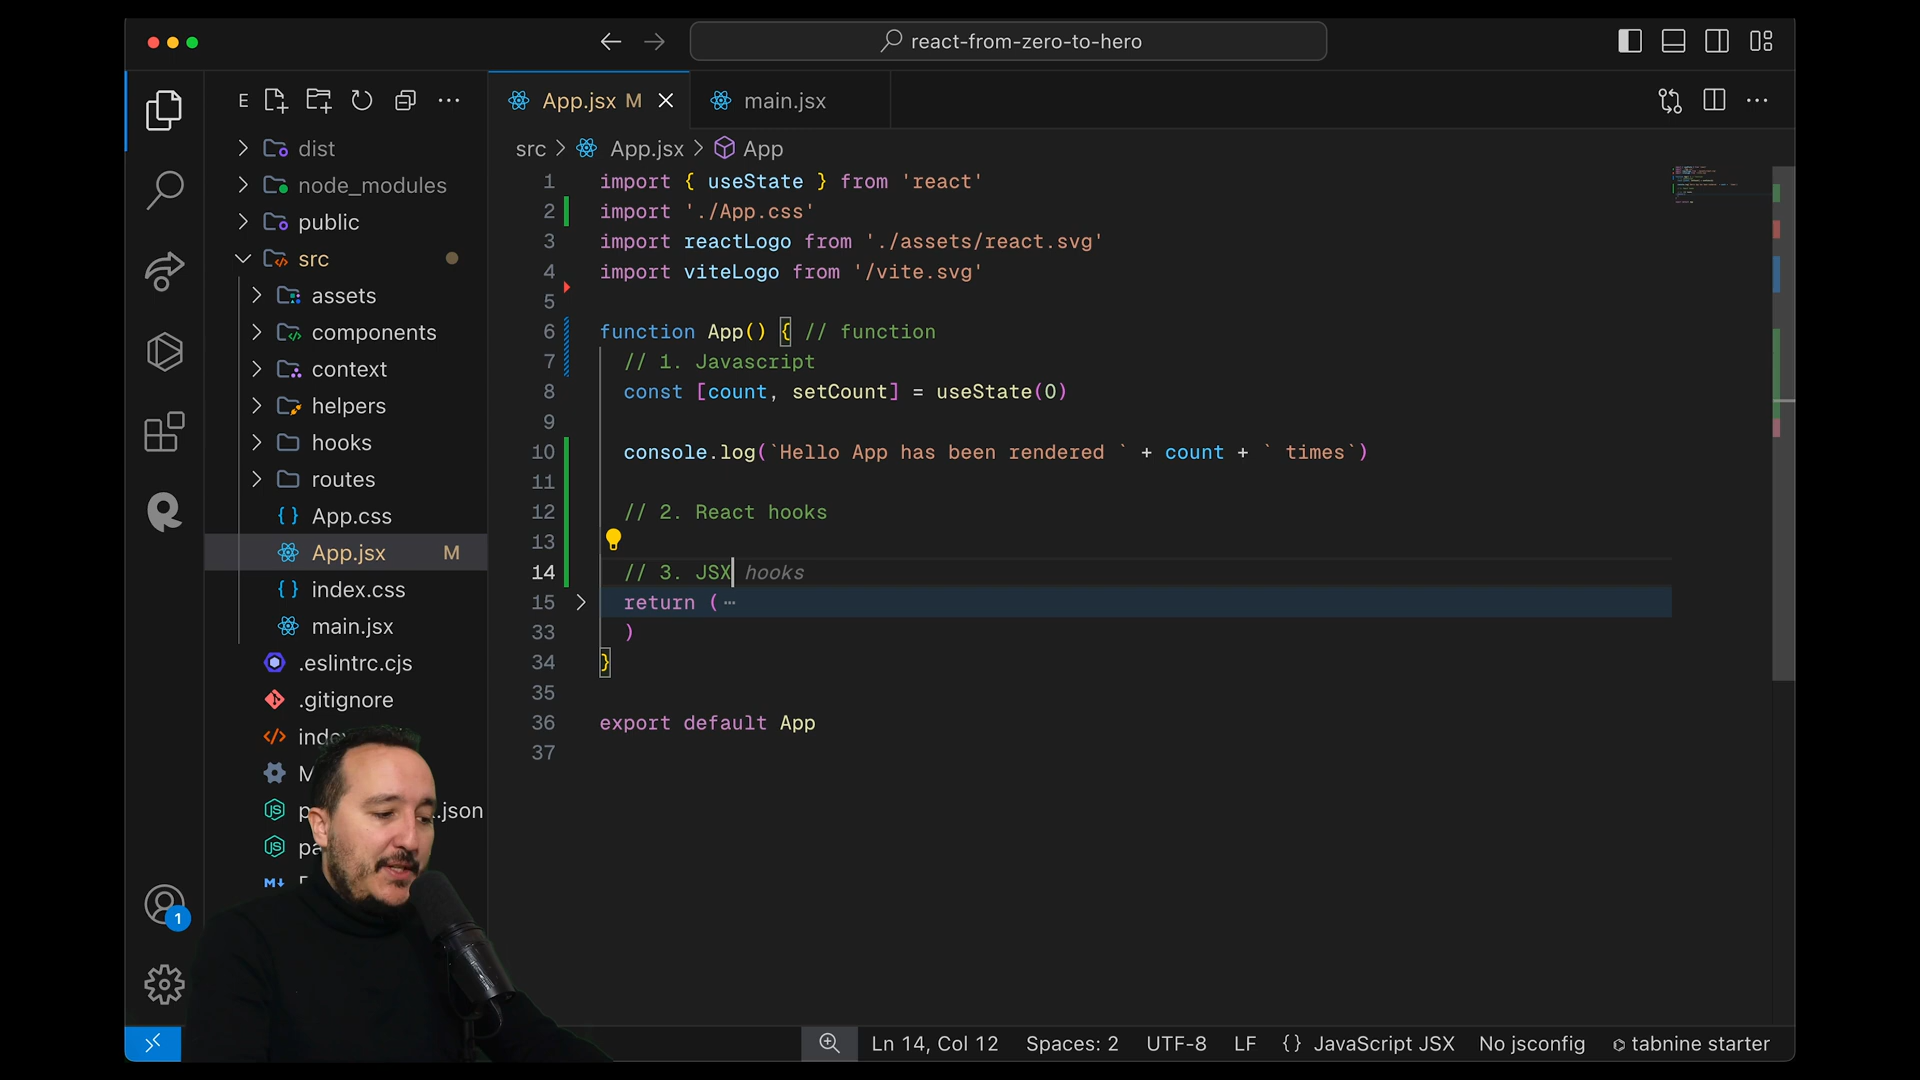 react-from-zero-to-hero
E
App.jsx M
main.jsx
dist
node_modules
public
src
assets
components
context
helpers
hooks
routes
App.css
App.jsx M
index.css
main.jsx
.eslintrc.cjs
.gitignore
.json
src > App.jsx > App
1 import { useState } from 'react'
2 import './App.css'
3 import reactLogo from './assets/react.svg'
4 import viteLogo from '/vite.svg'
5
6 function App() { // function
7 // 1. Javascript
8 const [count, setCount] = useState(0)
9
10 console.log(`Hello App has been rendered ` + count + ` times`)
11
12 // 2. React hooks
13
14 // 3. JSX hooks
15 return (⋯
33 )
34 }
35
36 export default App
37
1
Ln 14, Col 12 Spaces: 2 UTF-8 LF {} JavaScript JSX No jsconfig tabnine starter